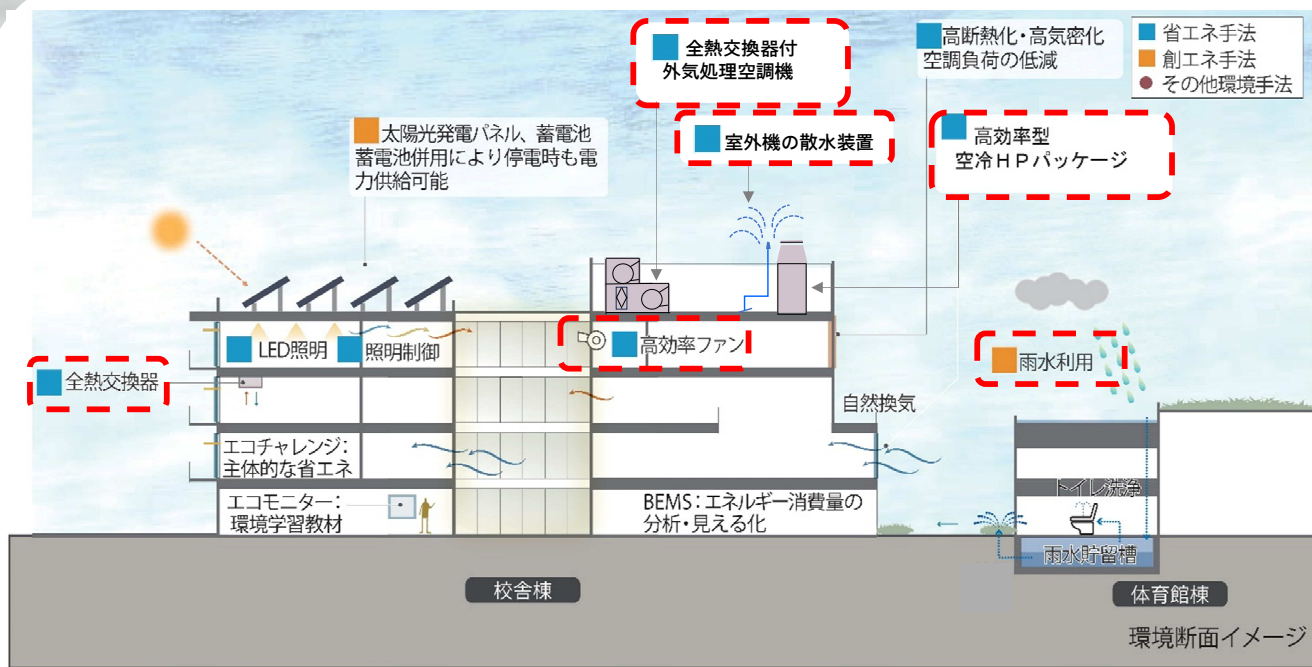 全熱交換器付
外気処理空調機
高断熱化・高気密化
空調負荷の低減
省エネ手法
創エネ手法
その他環境手法
太陽光発電パネル、蓄電池
蓄電池併用により停電時も電
力供給可能
室外機の散水装置
高効率型
空冷HPパッケージ
LED照明
照明制御
高効率ファン
雨水利用
全熱交換器
自然換気
エコチャレンジ:
主体的な省エネ
エコモニター:
環境学習教材
BEMS:エネルギー消費量の
分析・見える化
トイレ洗浄
雨水貯留槽
校舎棟
体育館棟
環境断面イメージ